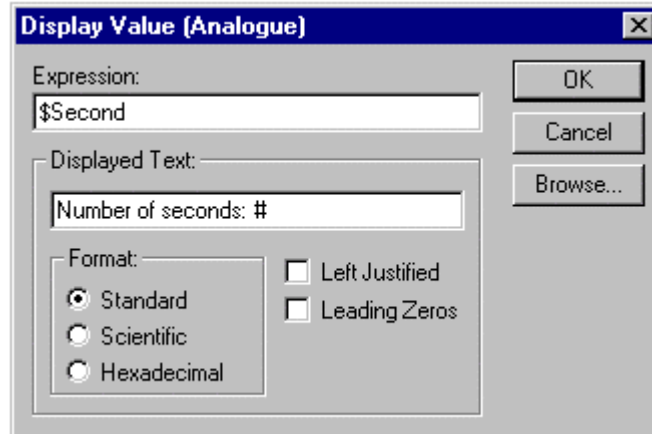 Display Value (Analogue)
Expression:
$Second
OK
Cancel
Browse...
Displayed Text:
Number of seconds: #
Format:
Standard
Scientific
Hexadecimal
Left Justified
Leading Zeros